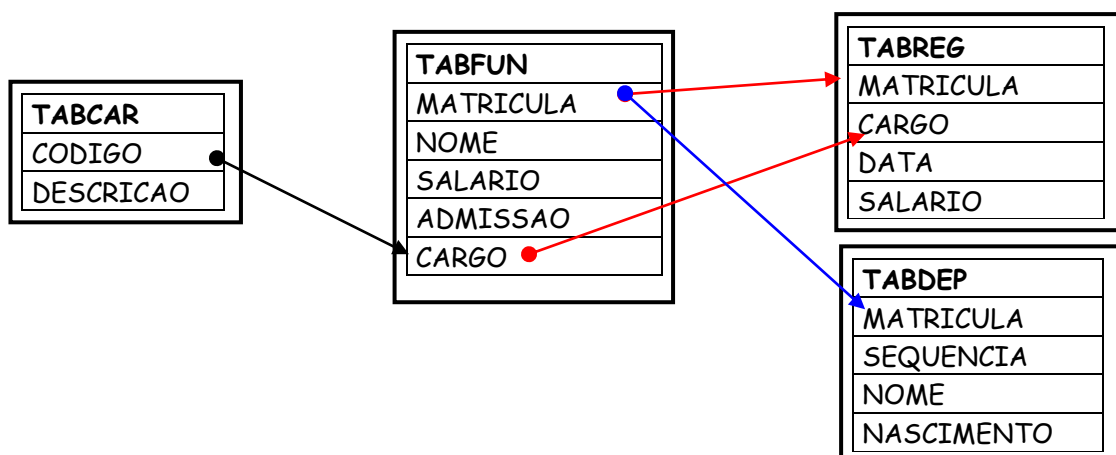 TABCAR
CODIGO
DESCRICAO
TABFUN
MATRICULA
NOME
SALARIO
ADMISSAO
CARGO
TABREG
MATRICULA
CARGO
DATA
SALARIO
TABDEP
MATRICULA
SEQUENCIA
NOME
NASCIMENTO